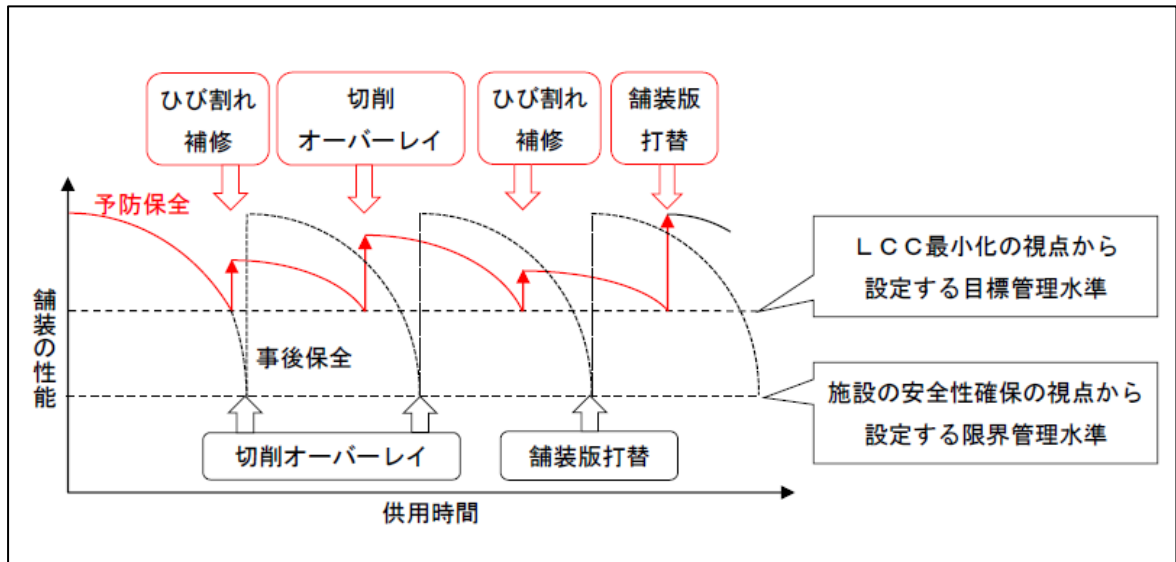 ひび割れ
補修
切削
オーバーレイ
ひび割れ
補修
舗装版
打替
予防保全
ＬＣＣ最小化の視点から
設定する目標管理水準
舗装の性能
事後保全
施設の安全性確保の視点から
設定する限界管理水準
切削オーバーレイ
舗装版打替
供用時間